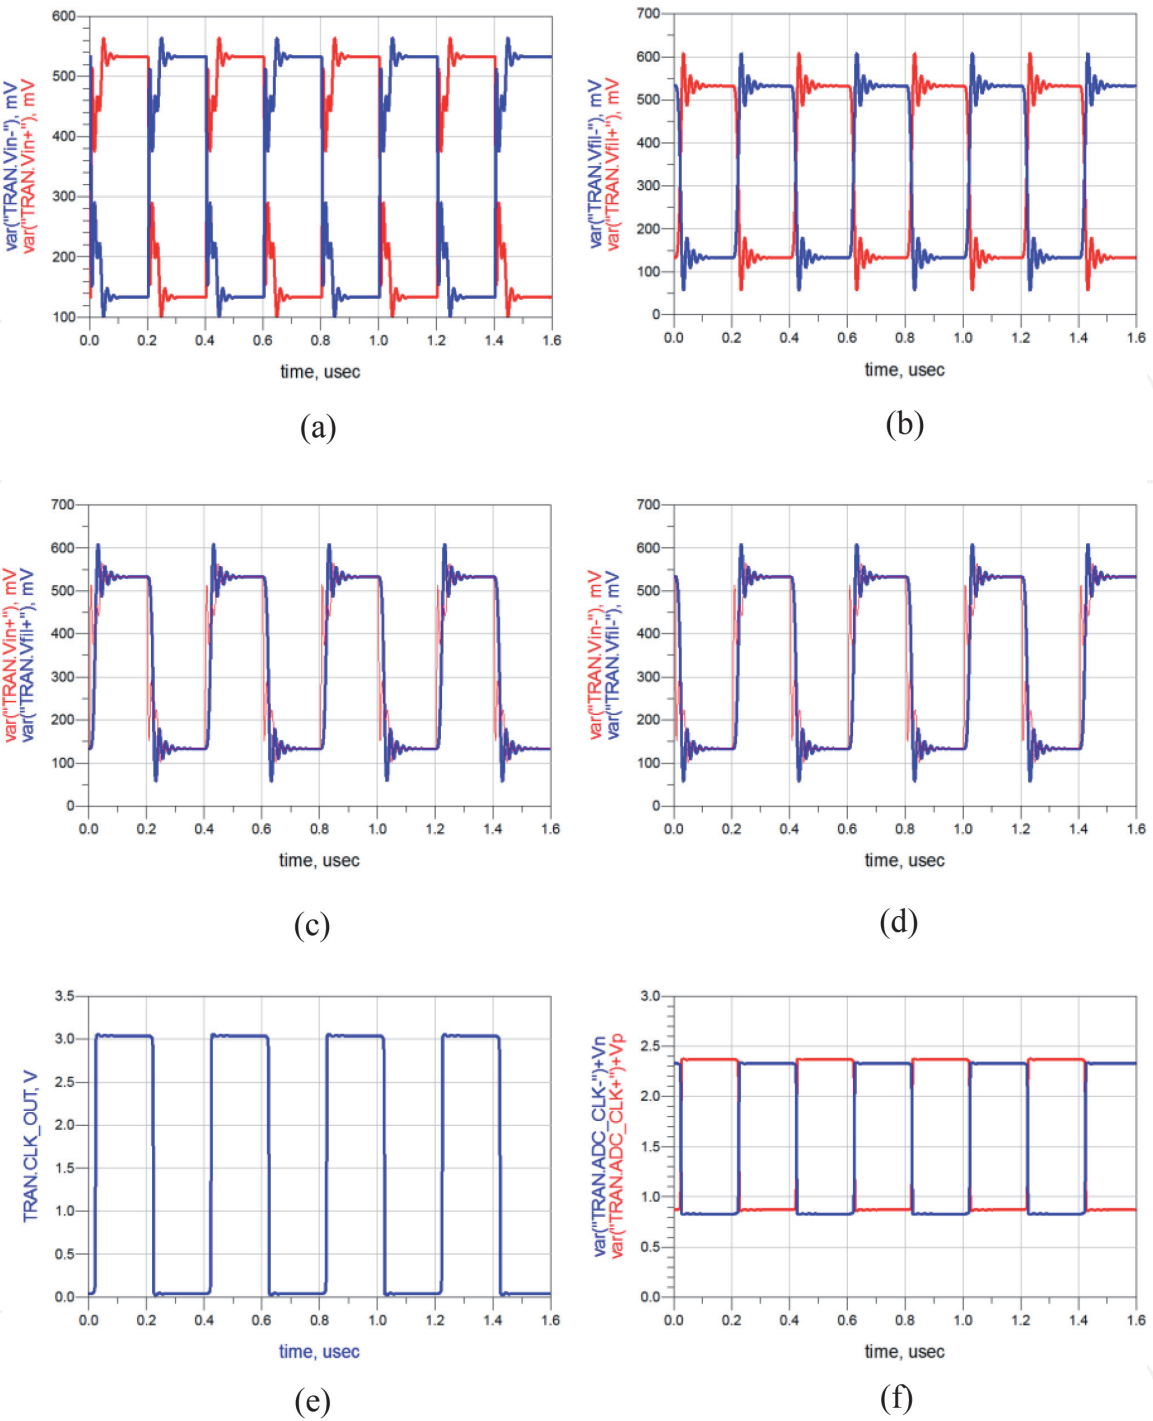 600
500
400
300
200
100
var("TRAN.Vin-"), mV
var("TRAN.Vin+"), mV
0.0 0.2 0.4 0.6 0.8 1.0 1.2 1.4 1.6
time, usec
(a)
700
600
500
400
300
200
100
0
var("TRAN.Vfil-"), mV
var("TRAN.Vfil+"), mV
0.0 0.2 0.4 0.6 0.8 1.0 1.2 1.4 1.6
time, usec
(b)
700
600
500
400
300
200
100
0
var("TRAN.Vin+"), mV
var("TRAN.Vfil+"), mV
0.0 0.2 0.4 0.6 0.8 1.0 1.2 1.4 1.6
time, usec
(c)
700
600
500
400
300
200
100
0
var("TRAN.Vin-"), mV
var("TRAN.Vfil-"), mV
0.0 0.2 0.4 0.6 0.8 1.0 1.2 1.4 1.6
time, usec
(d)
3.5
3.0
2.5
2.0
1.5
1.0
0.5
0.0
TRAN.CLK_OUT, V
0.0 0.2 0.4 0.6 0.8 1.0 1.2 1.4 1.6
time, usec
(e)
3.0
2.5
2.0
1.5
1.0
0.5
0.0
var("TRAN.ADC_CLK-")+Vn
var("TRAN.ADC_CLK+")+Vp
0.0 0.2 0.4 0.6 0.8 1.0 1.2 1.4 1.6
time, usec
(f)